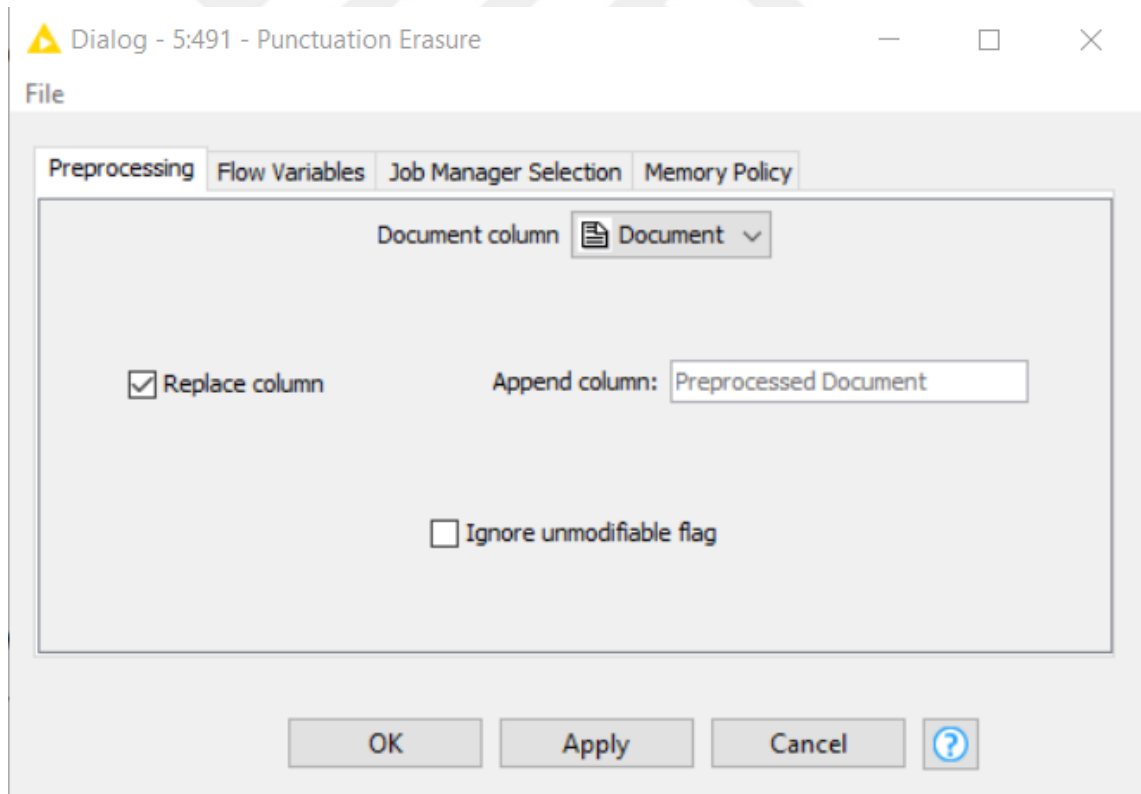 Dialog - 5:491 - Punctuation Erasure
File
Preprocessing Flow Variables Job Manager Selection Memory Policy
Document column Document
Replace column Append column: Preprocessed Document
Ignore unmodifiable flag
OK Apply Cancel ?